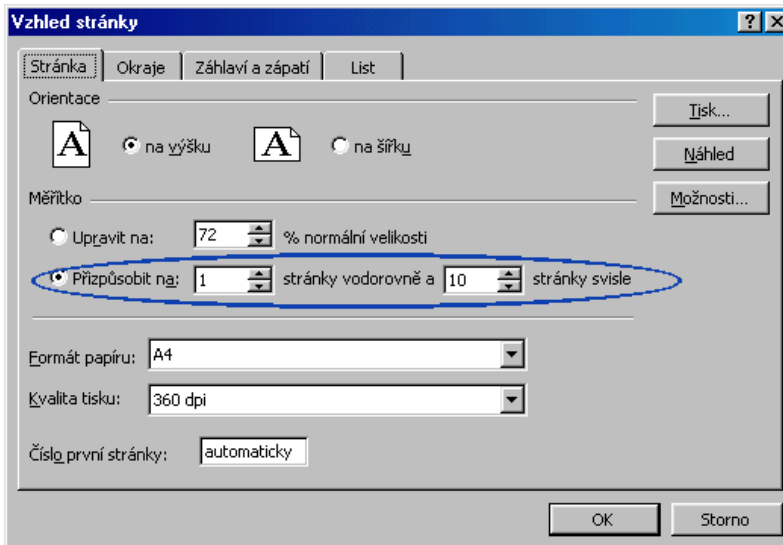 Vzhled stránky
Stránka Okraje Záhlaví a zápatí List
Orientace
A na výšku A na šířku
Tisk...
Náhled
Měřítko
Možnosti...
Upravit na: 72 % normální velikosti
Přizpůsobit na: 1 stránky vodorovně a 10 stránky svisle
Formát papíru: A4
Kvalita tisku: 360 dpi
Číslo první stránky: automaticky
OK Storno